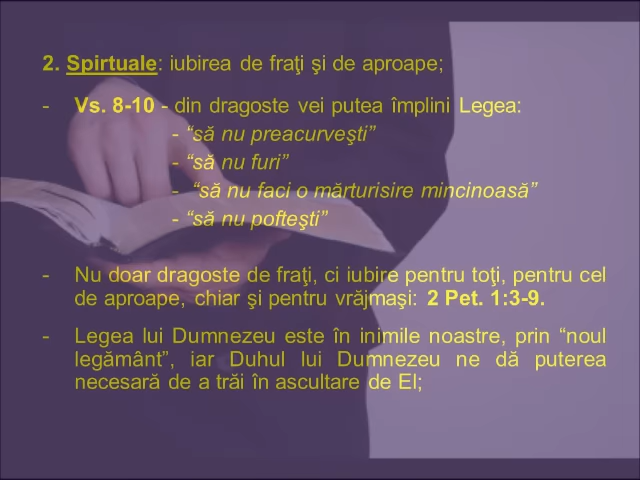 2. Spirtuale: iubirea de fraţi şi de aproape;
- Vs. 8-10 - din dragoste vei putea împlini Legea:
- “să nu preacurveşti”
- “să nu furi”
- “să nu faci o mărturisire mincinoasă”
- “să nu pofteşti”
- Nu doar dragoste de fraţi, ci iubire pentru toţi, pentru cel
de aproape, chiar şi pentru vrăjmaşi: 2 Pet. 1:3-9.
- Legea lui Dumnezeu este în inimile noastre, prin “noul
legământ”, iar Duhul lui Dumnezeu ne dă puterea
necesară de a trăi în ascultare de El;